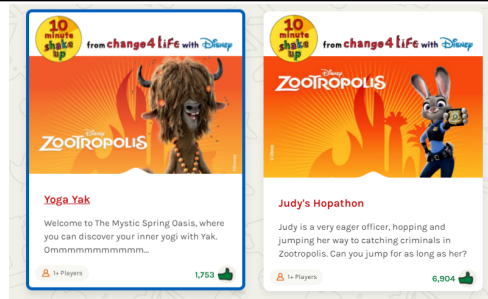 10
minute
shake
up
from change4Life with Disney
Disney
ZOOTROPOLIS
Yoga Yak
Welcome to The Mystic Spring Oasis, where
you can discover your inner yogi with Yak.
Ommmmmmmmmmm...
1+ Players
1,753
10
minute
shake
up
from change4Life with Disney
Disney
ZOOTROPOLIS
Judy's Hopathon
Judy is a very eager officer, hopping and
jumping her way to catching criminals in
Zootropolis. Can you jump for as long as her?
1+ Players
6,904